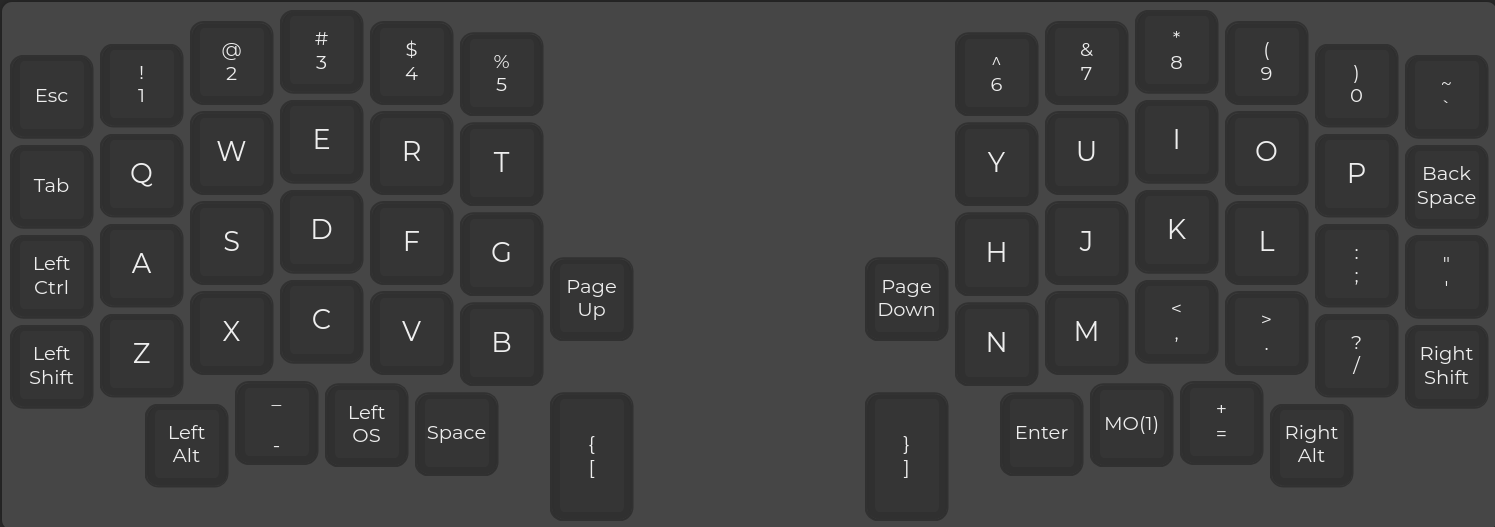 Esc
!
1
@
2
#
3
$
4
%
5
^
6
&
7
*
8
(
9
)
0
~
`
Tab
Q
W
E
R
T
Y
U
I
O
P
Back
Space
Left
Ctrl
A
S
D
F
G
Page
Up
Page
Down
H
J
K
L
:
;
"
'
Left
Shift
Z
X
C
V
B
N
M
<
,
>
.
?
/
Right
Shift
Left
Alt
_
-
Left
OS
Space
{
[
}
]
Enter
MO(1)
+
=
Right
Alt